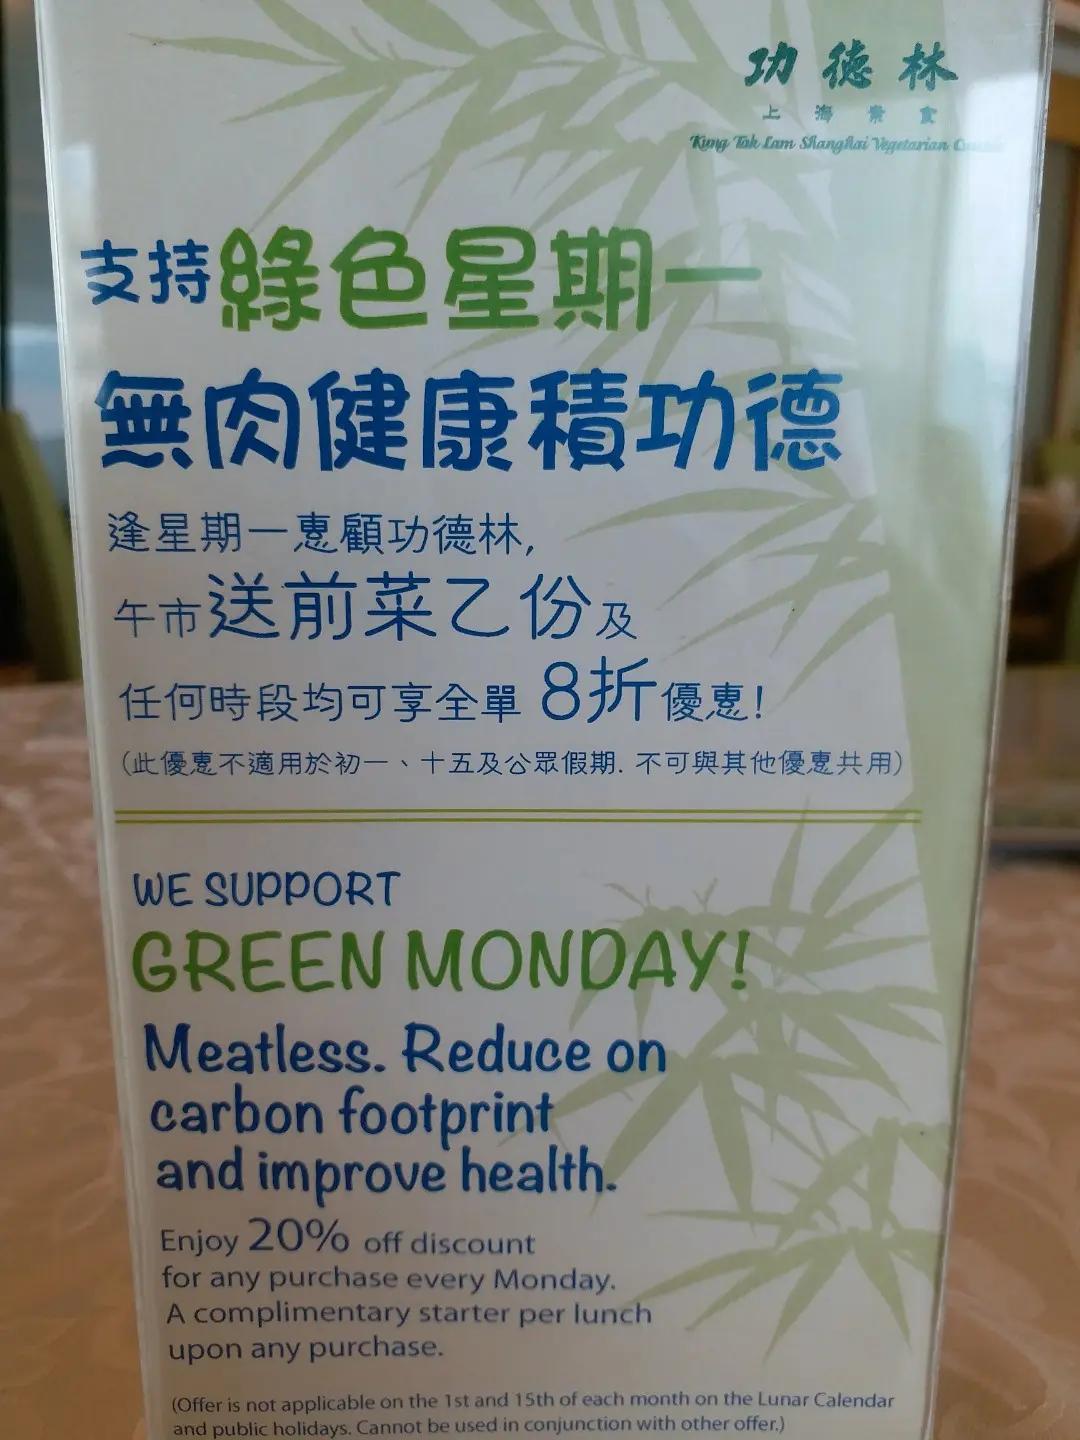 功德林
上海素食
Kung Tak Lam Shanghai Vegetarian Cuisine
支持綠色星期一
無肉健康積功德
逢星期一惠顧功德林,
午市送前菜乙份及
任何時段均可享全單 8折優惠!
(此優惠不適用於初一、十五及公眾假期. 不可與其他優惠共用)
WE SUPPORT
GREEN MONDAY!
Meatless. Reduce on
carbon footprint
and improve health.
Enjoy 20% off discount
for any purchase every Monday.
A complimentary starter per lunch
upon any purchase.
(Offer is not applicable on the 1st and 15th of each month on the Lunar Calendar
and public holidays. Cannot be used in conjunction with other offer.)